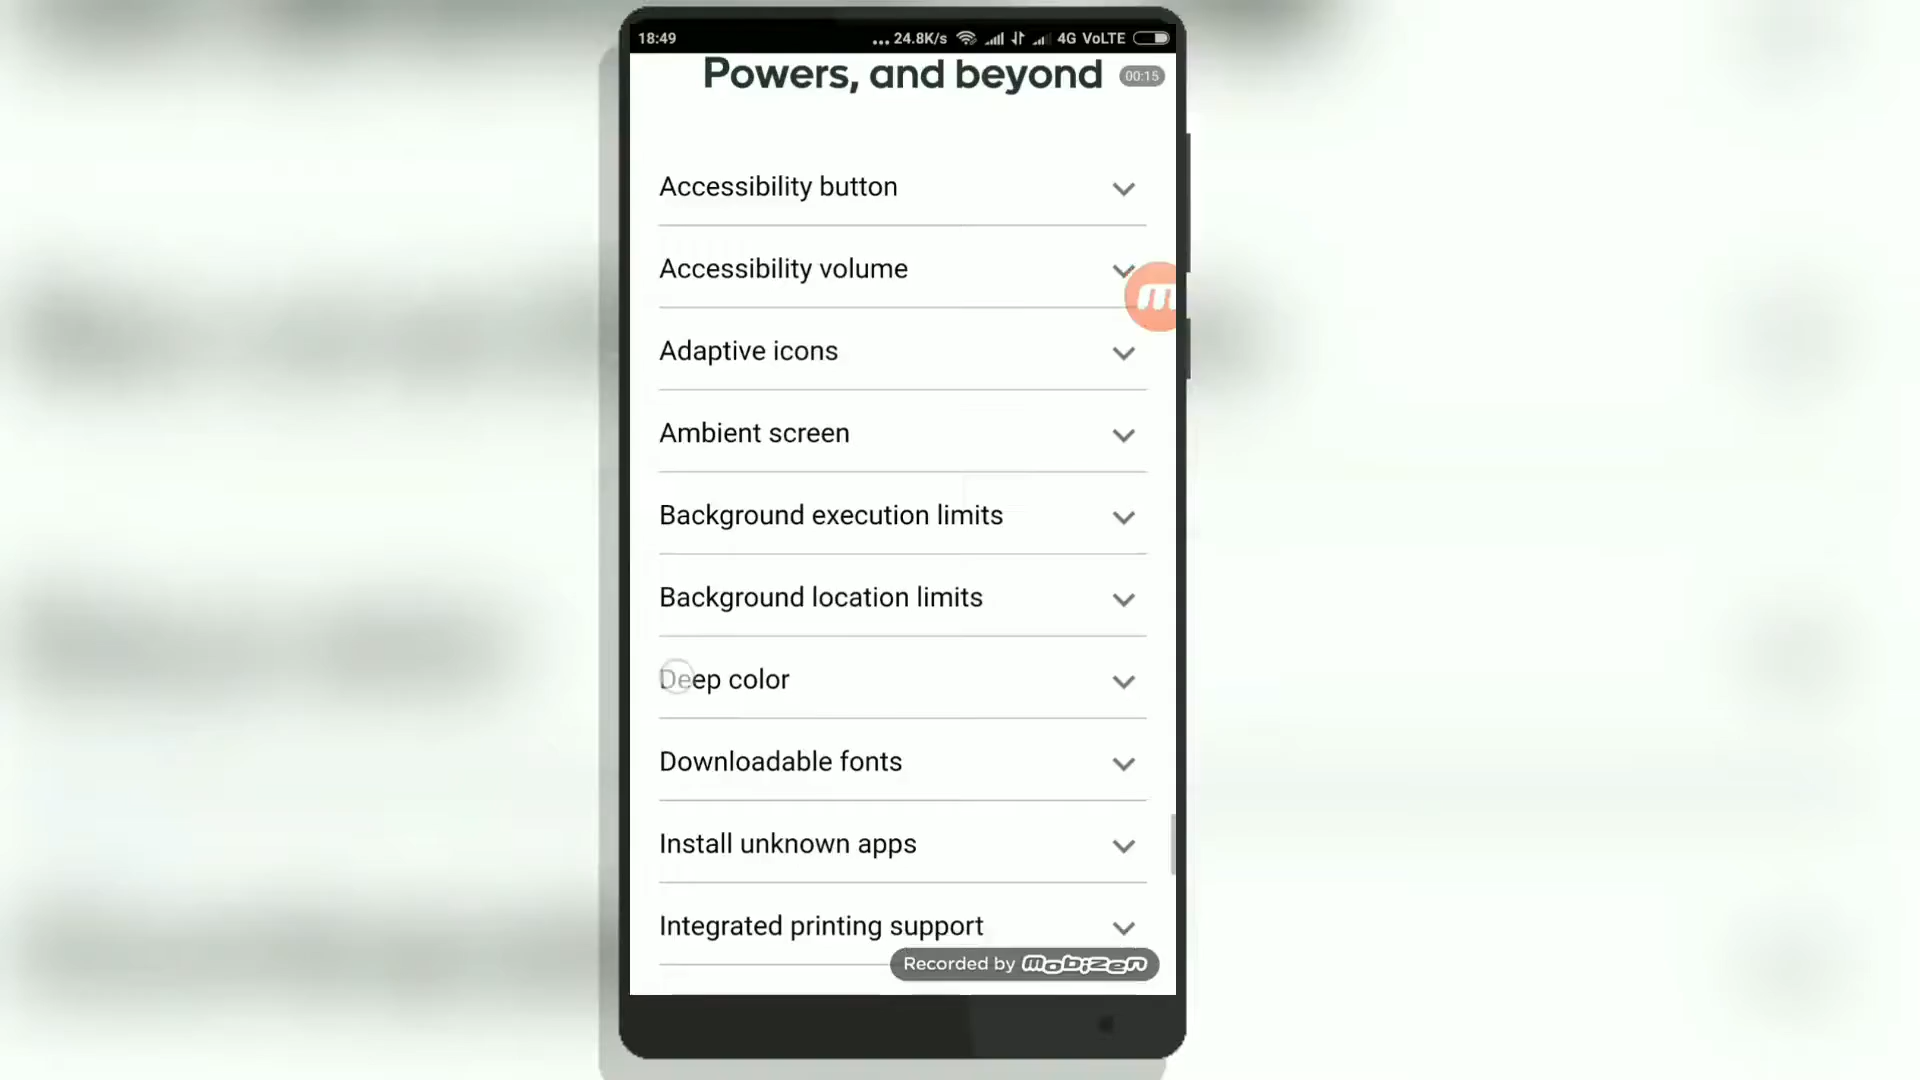 18:49
... 24.8K/s 4G VoLTE
Powers, and beyond
00:15
Accessibility button
Accessibility volume
Adaptive icons
Ambient screen
Background execution limits
Background location limits
Deep color
Downloadable fonts
Install unknown apps
Integrated printing support
Recorded by mobizen